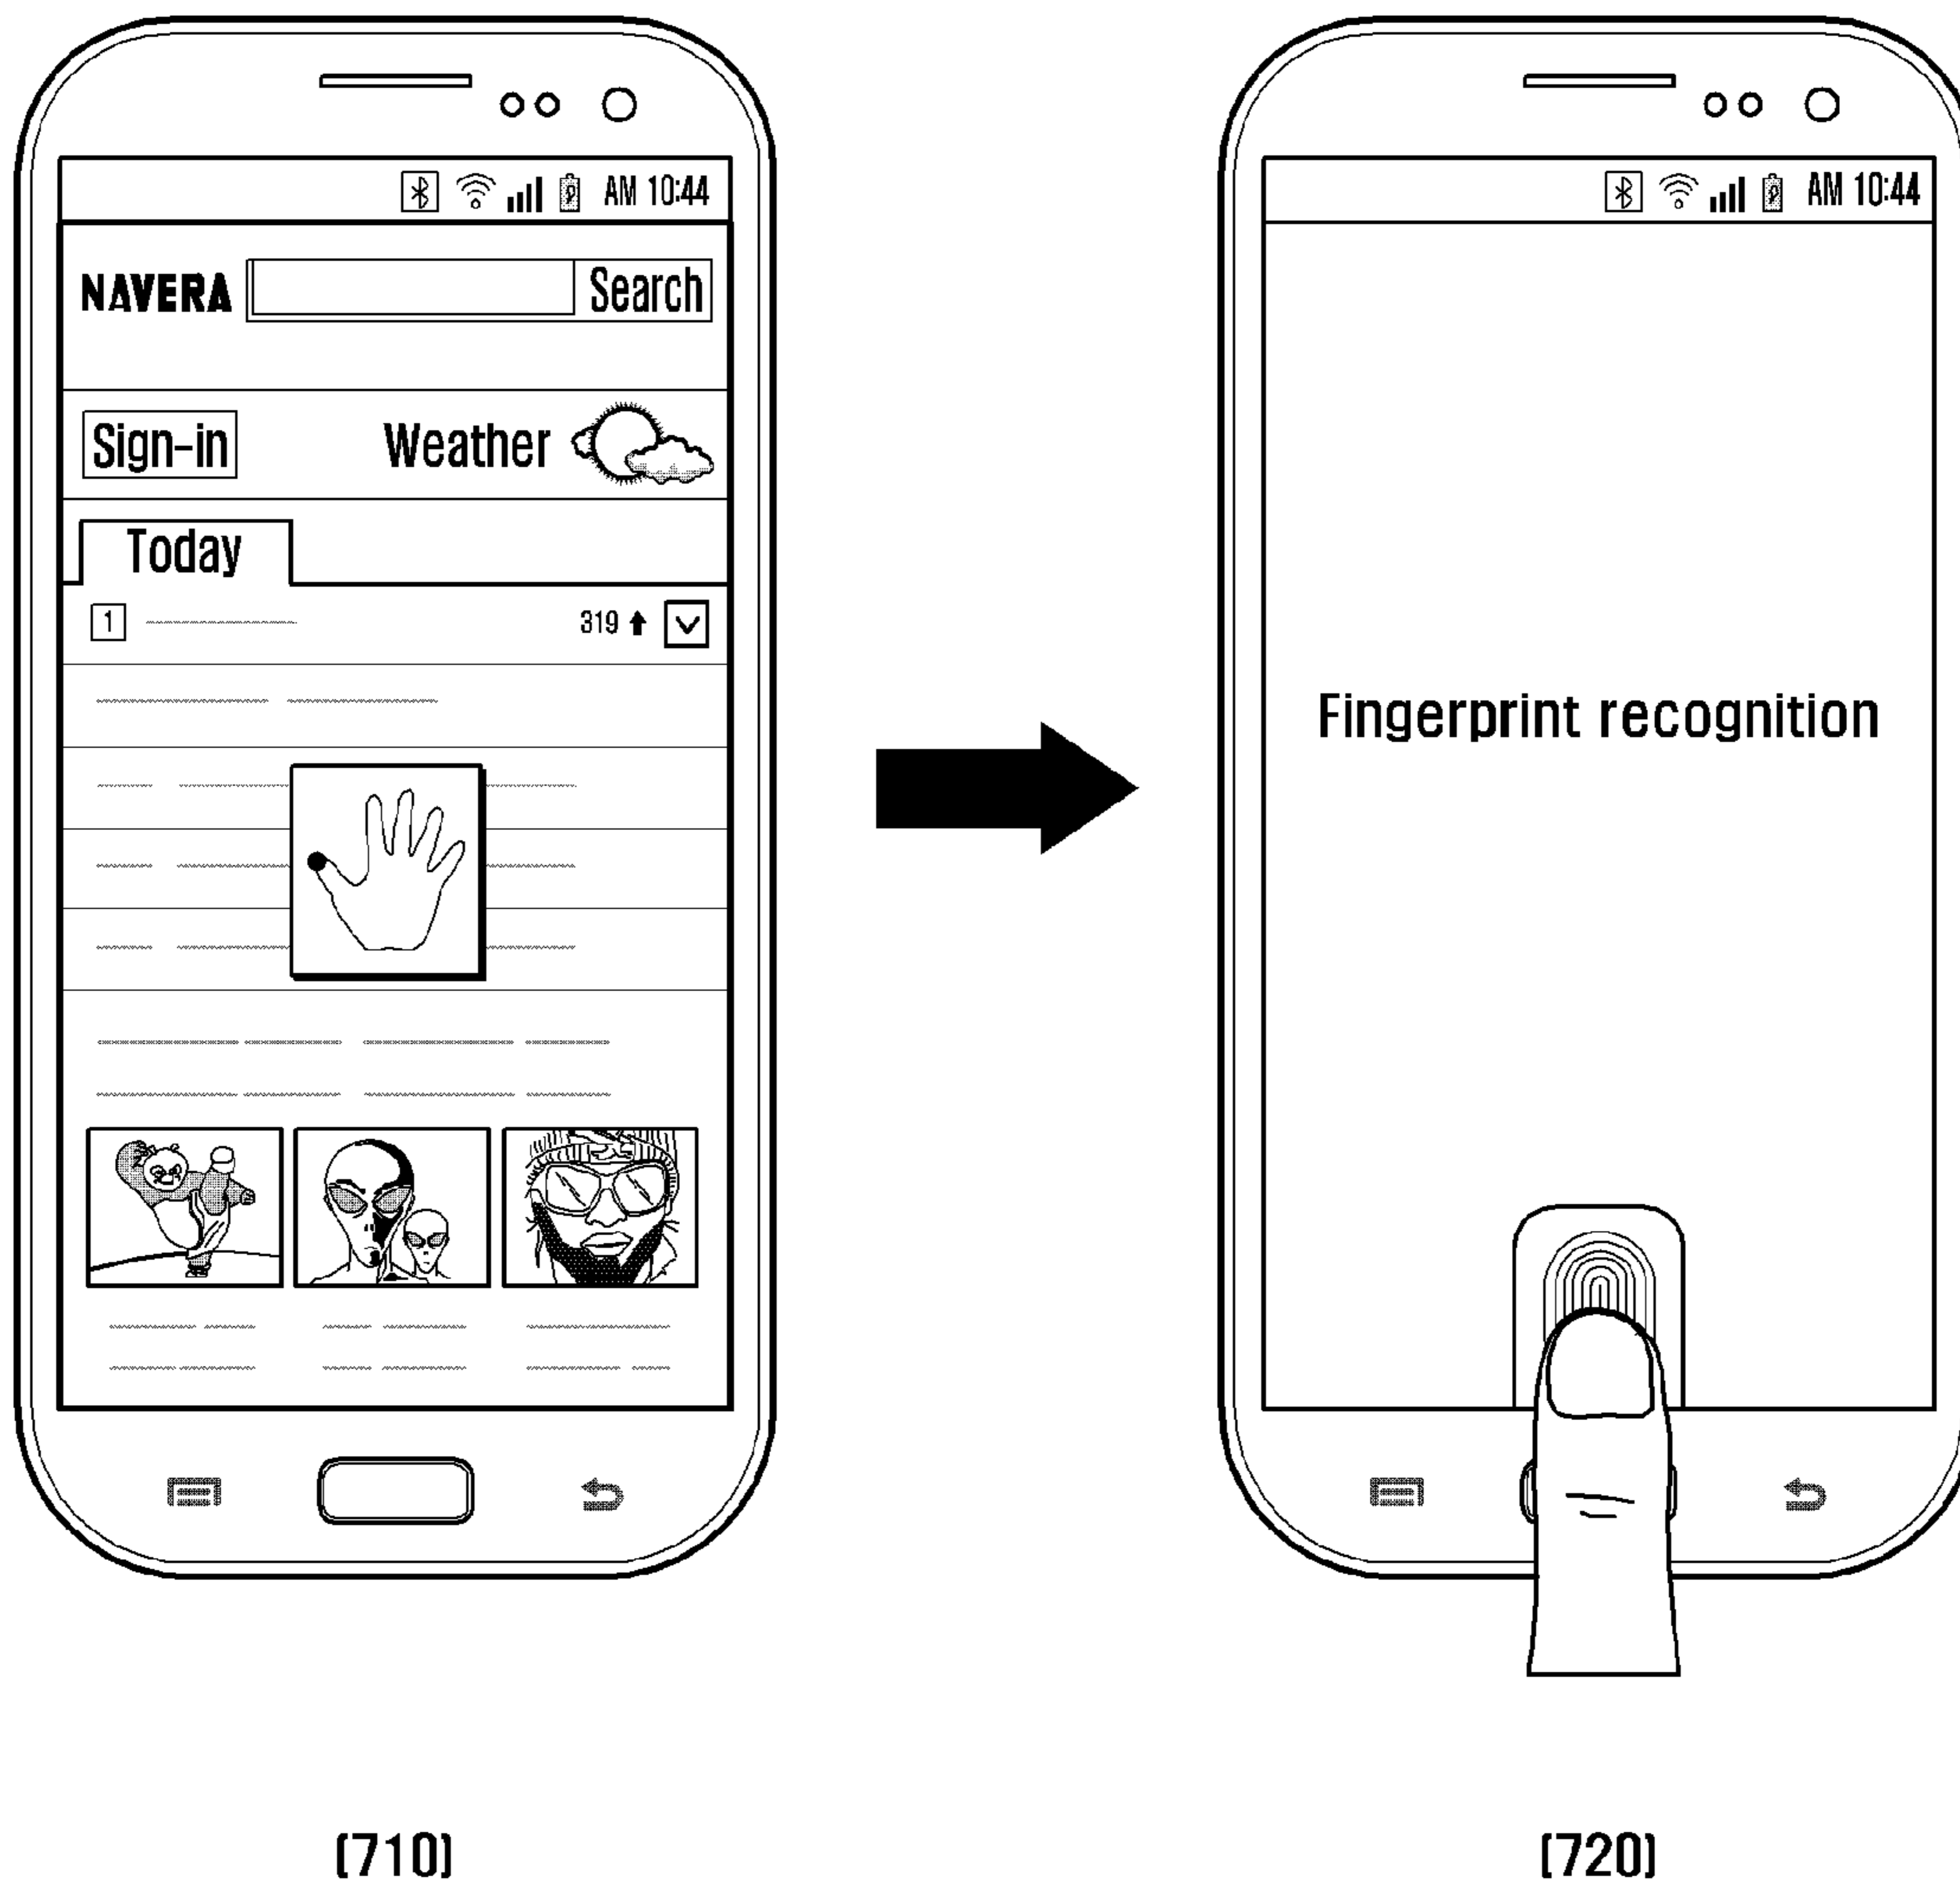 AM 10:44
NAVERA Search
Sign-in Weather
Today
1 319
(710)
AM 10:44
Fingerprint recognition
(720)